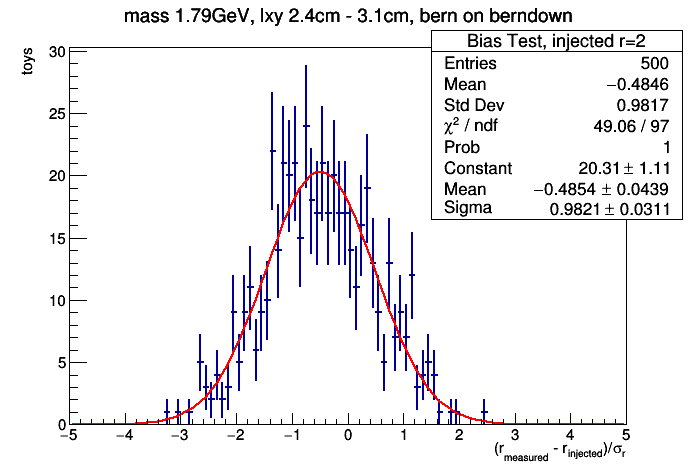 mass 1.79GeV, lxy 2.4cm - 3.1cm, bern on berndown
Bias Test, injected r=2
Entries 500
Mean −0.4846
Std Dev 0.9817
χ² / ndf 49.06 / 97
Prob 1
Constant 20.31 ± 1.11
Mean −0.4854 ± 0.0439
Sigma 0.9821 ± 0.0311
toys
30
25
20
15
10
5
0
−5 −4 −3 −2 −1 0 1 2 3 4 5
(r_measured - r_injected)/σ_r